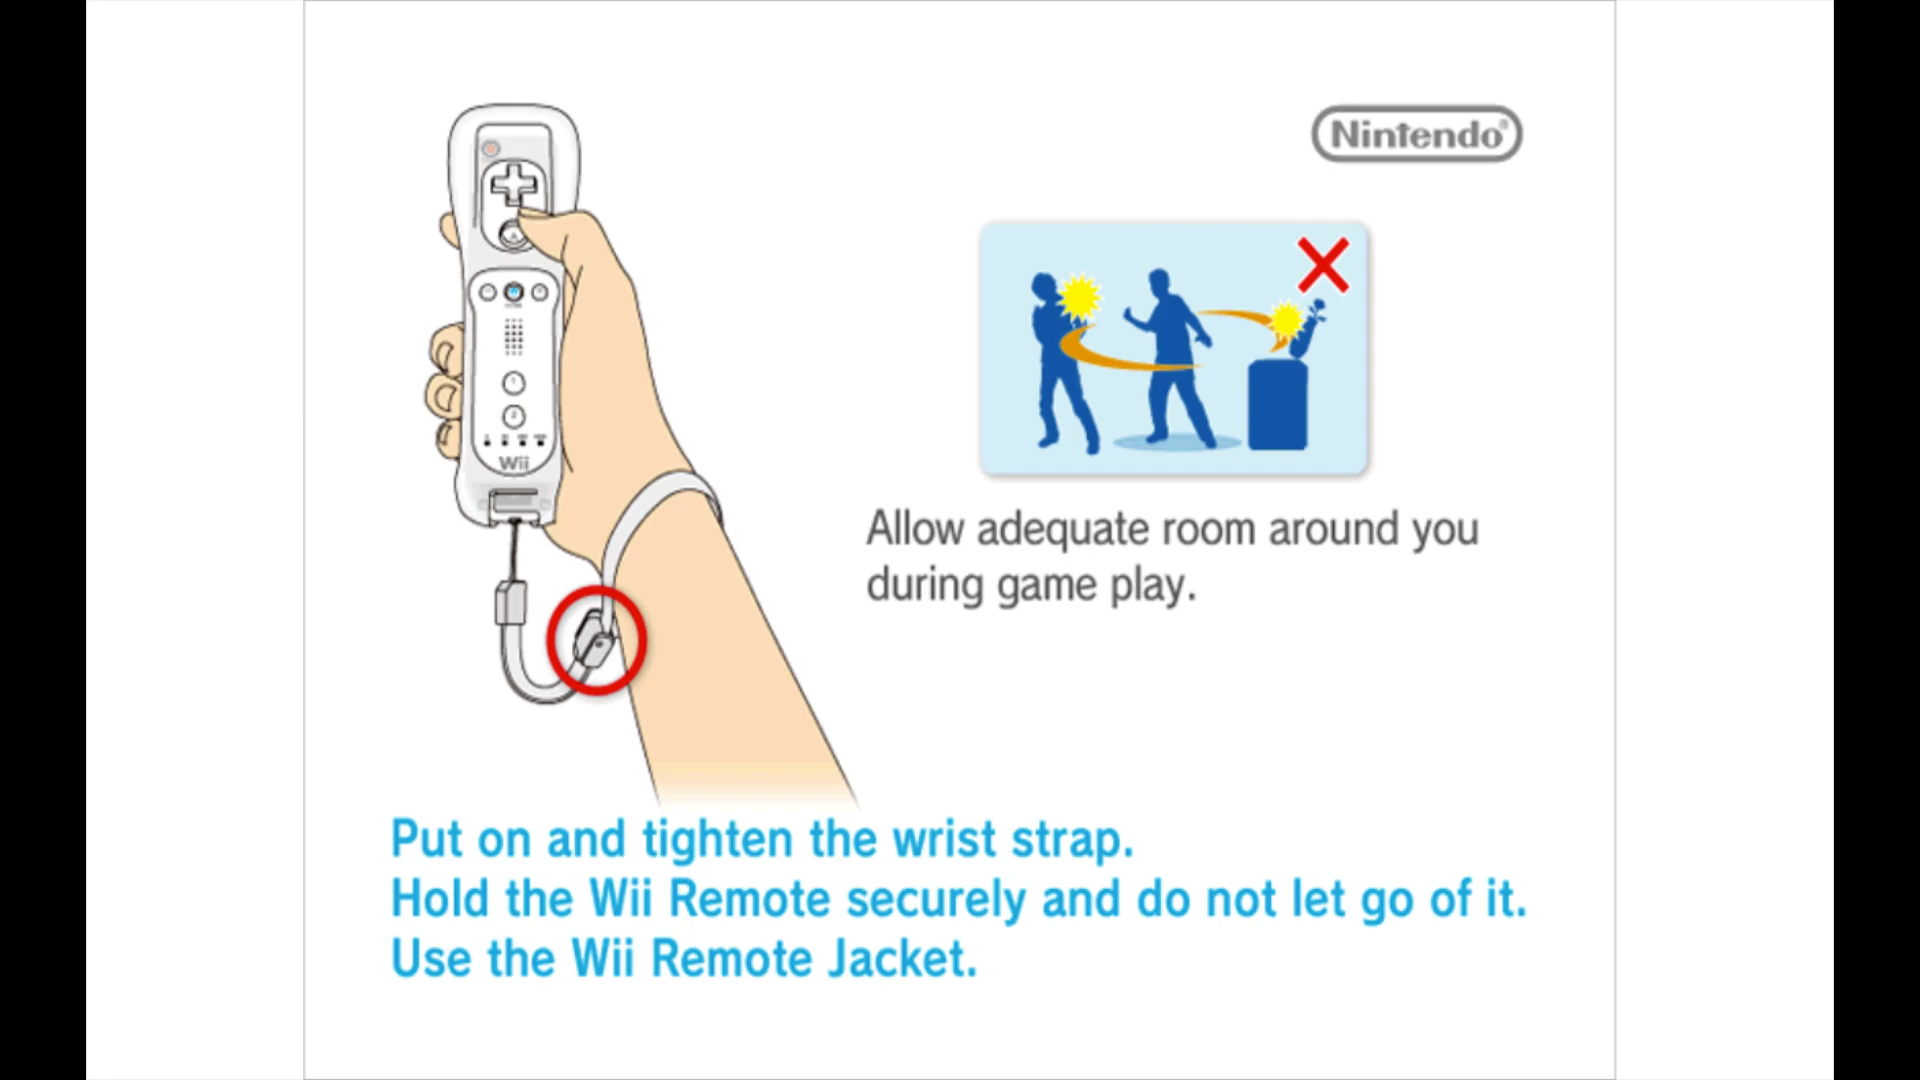 Nintendo®
Allow adequate room around you
during game play.
Wii
Put on and tighten the wrist strap.
Hold the Wii Remote securely and do not let go of it.
Use the Wii Remote Jacket.